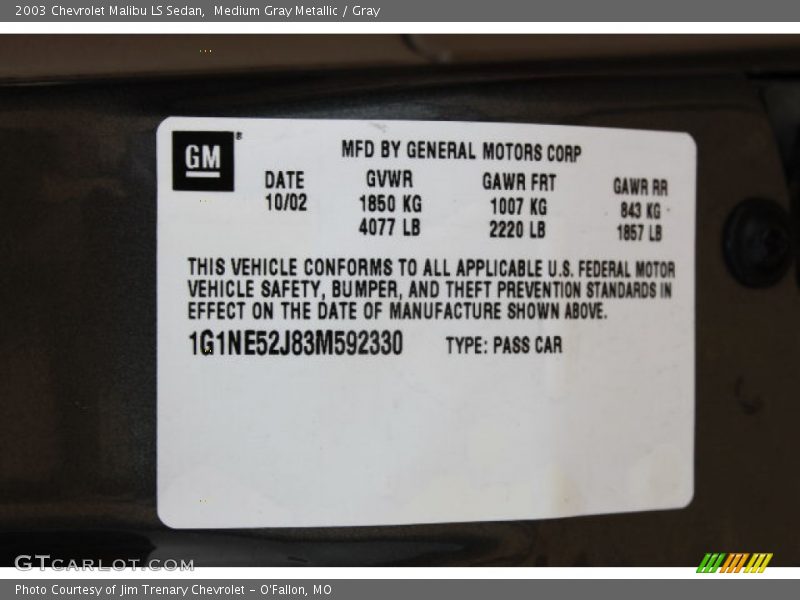 2003 Chevrolet Malibu LS Sedan, Medium Gray Metallic / Gray
GM®
MFD BY GENERAL MOTORS CORP
DATE GVWR GAWR FRT GAWR RR
10/02 1850 KG 1007 KG 843 KG
4077 LB 2220 LB 1857 LB
THIS VEHICLE CONFORMS TO ALL APPLICABLE U.S. FEDERAL MOTOR
VEHICLE SAFETY, BUMPER, AND THEFT PREVENTION STANDARDS IN
EFFECT ON THE DATE OF MANUFACTURE SHOWN ABOVE.
1G1NE52J83M592330 TYPE: PASS CAR
GTCARLOT.COM
Photo Courtesy of Jim Trenary Chevrolet - O'Fallon, MO